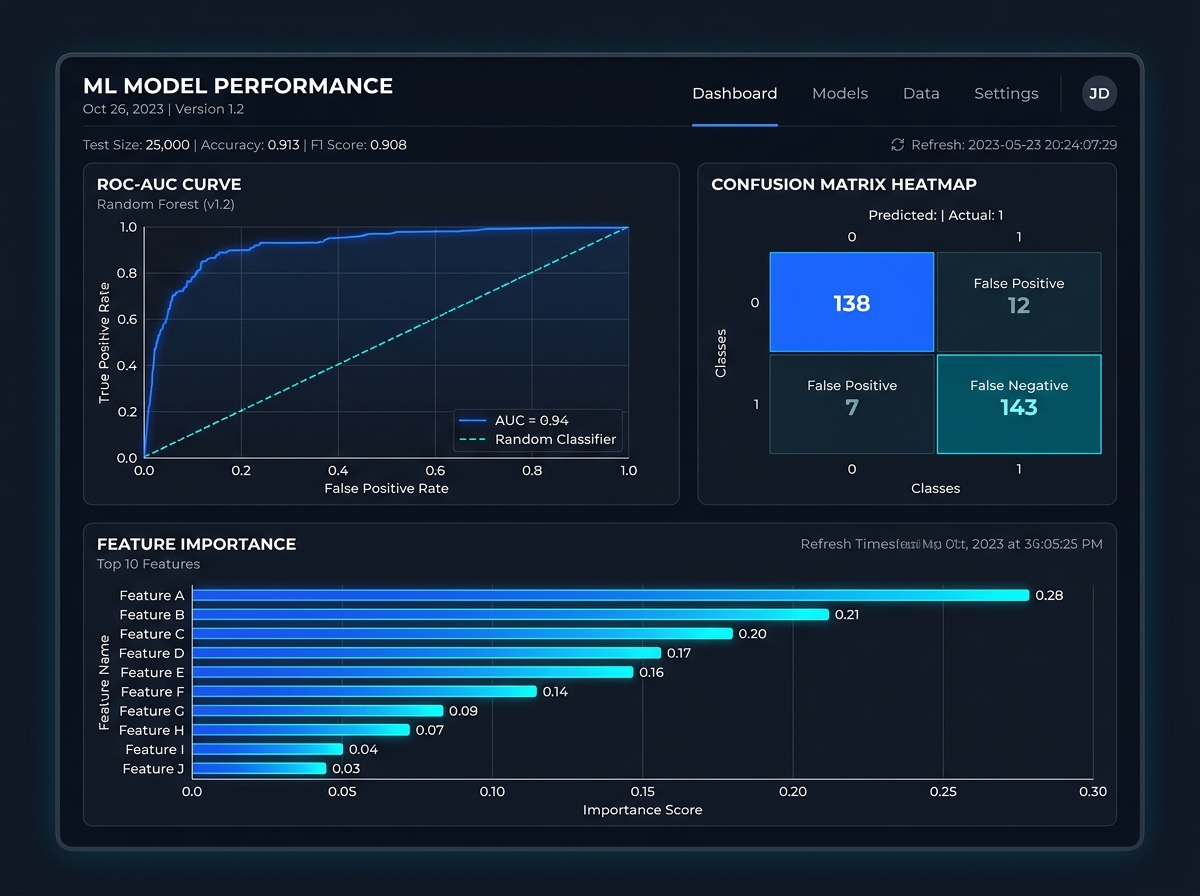 ML MODEL PERFORMANCE
Oct 26, 2023 | Version 1.2
Dashboard Models Data Settings JD
Test Size: 25,000 | Accuracy: 0.913 | F1 Score: 0.908
Refresh: 2023-05-23 20:24:07:29
ROC-AUC CURVE
Random Forest (v1.2)
True Positive Rate
1.0
0.8
0.6
0.4
0.2
0.0
0.0 0.2 0.4 0.6 0.8 1.0
False Positive Rate
AUC = 0.94
Random Classifier
CONFUSION MATRIX HEATMAP
Predicted: | Actual: 1
0 1
Classes
0
138
False Positive
12
1
False Positive
7
False Negative
143
0 1
Classes
FEATURE IMPORTANCE
Top 10 Features
Refresh 2023 at 36:05:25 PM
Feature Name
Feature A 0.28
Feature B 0.21
Feature C 0.20
Feature D 0.17
Feature E 0.16
Feature F 0.14
Feature G 0.09
Feature H 0.07
Feature I 0.04
Feature J 0.03
0.0 0.05 0.10 0.15 0.20 0.25 0.30
Importance Score